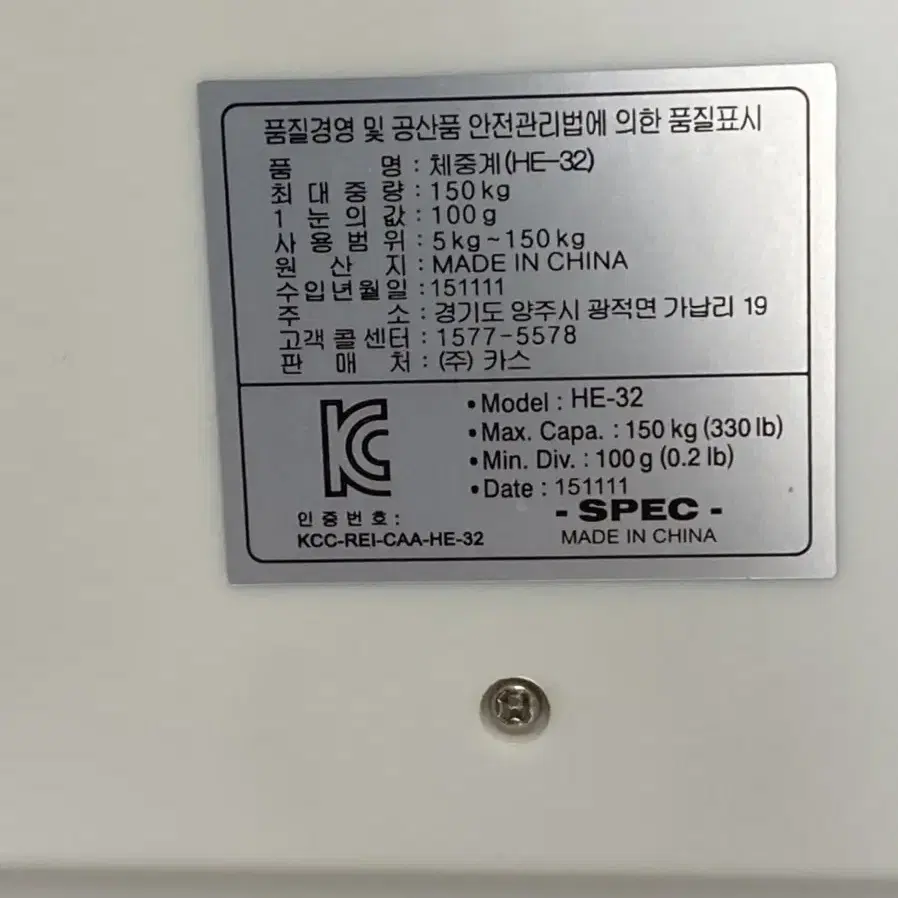 품질경영 및 공산품 안전관리법에 의한 품질표시
품 명 : 체중계(HE-32)
최 대 중 량 : 150kg
1 눈 의 값 : 100g
사 용 범 위 : 5kg~150kg
원 산 지 : MADE IN CHINA
수입년월일 : 151111
주 소 : 경기도 양주시 광적면 가납리 19
고객 콜센터 : 1577-5578
판 매 처 : (주) 카스
• Model : HE-32
• Max. Capa. : 150 kg (330 lb)
• Min. Div. : 100 g (0.2 lb)
• Date : 151111
KC
인 증 번 호 :
KCC-REI-CAA-HE-32
- SPEC -
MADE IN CHINA